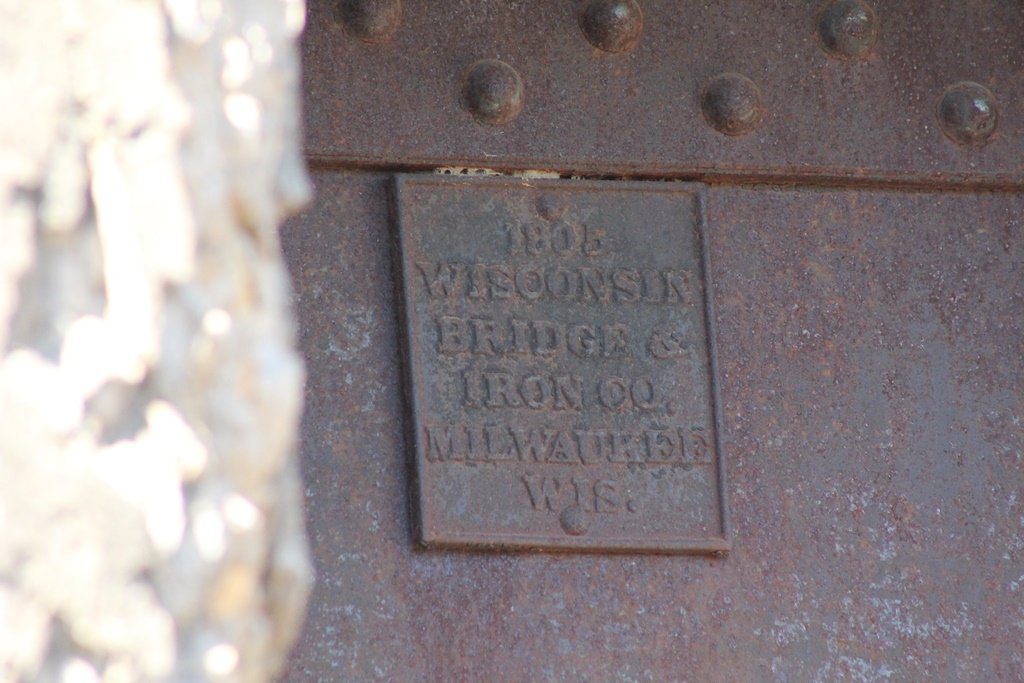 WISCONSIN
BRIDGE &
IRON CO.
MILWAUKEE
WIS.